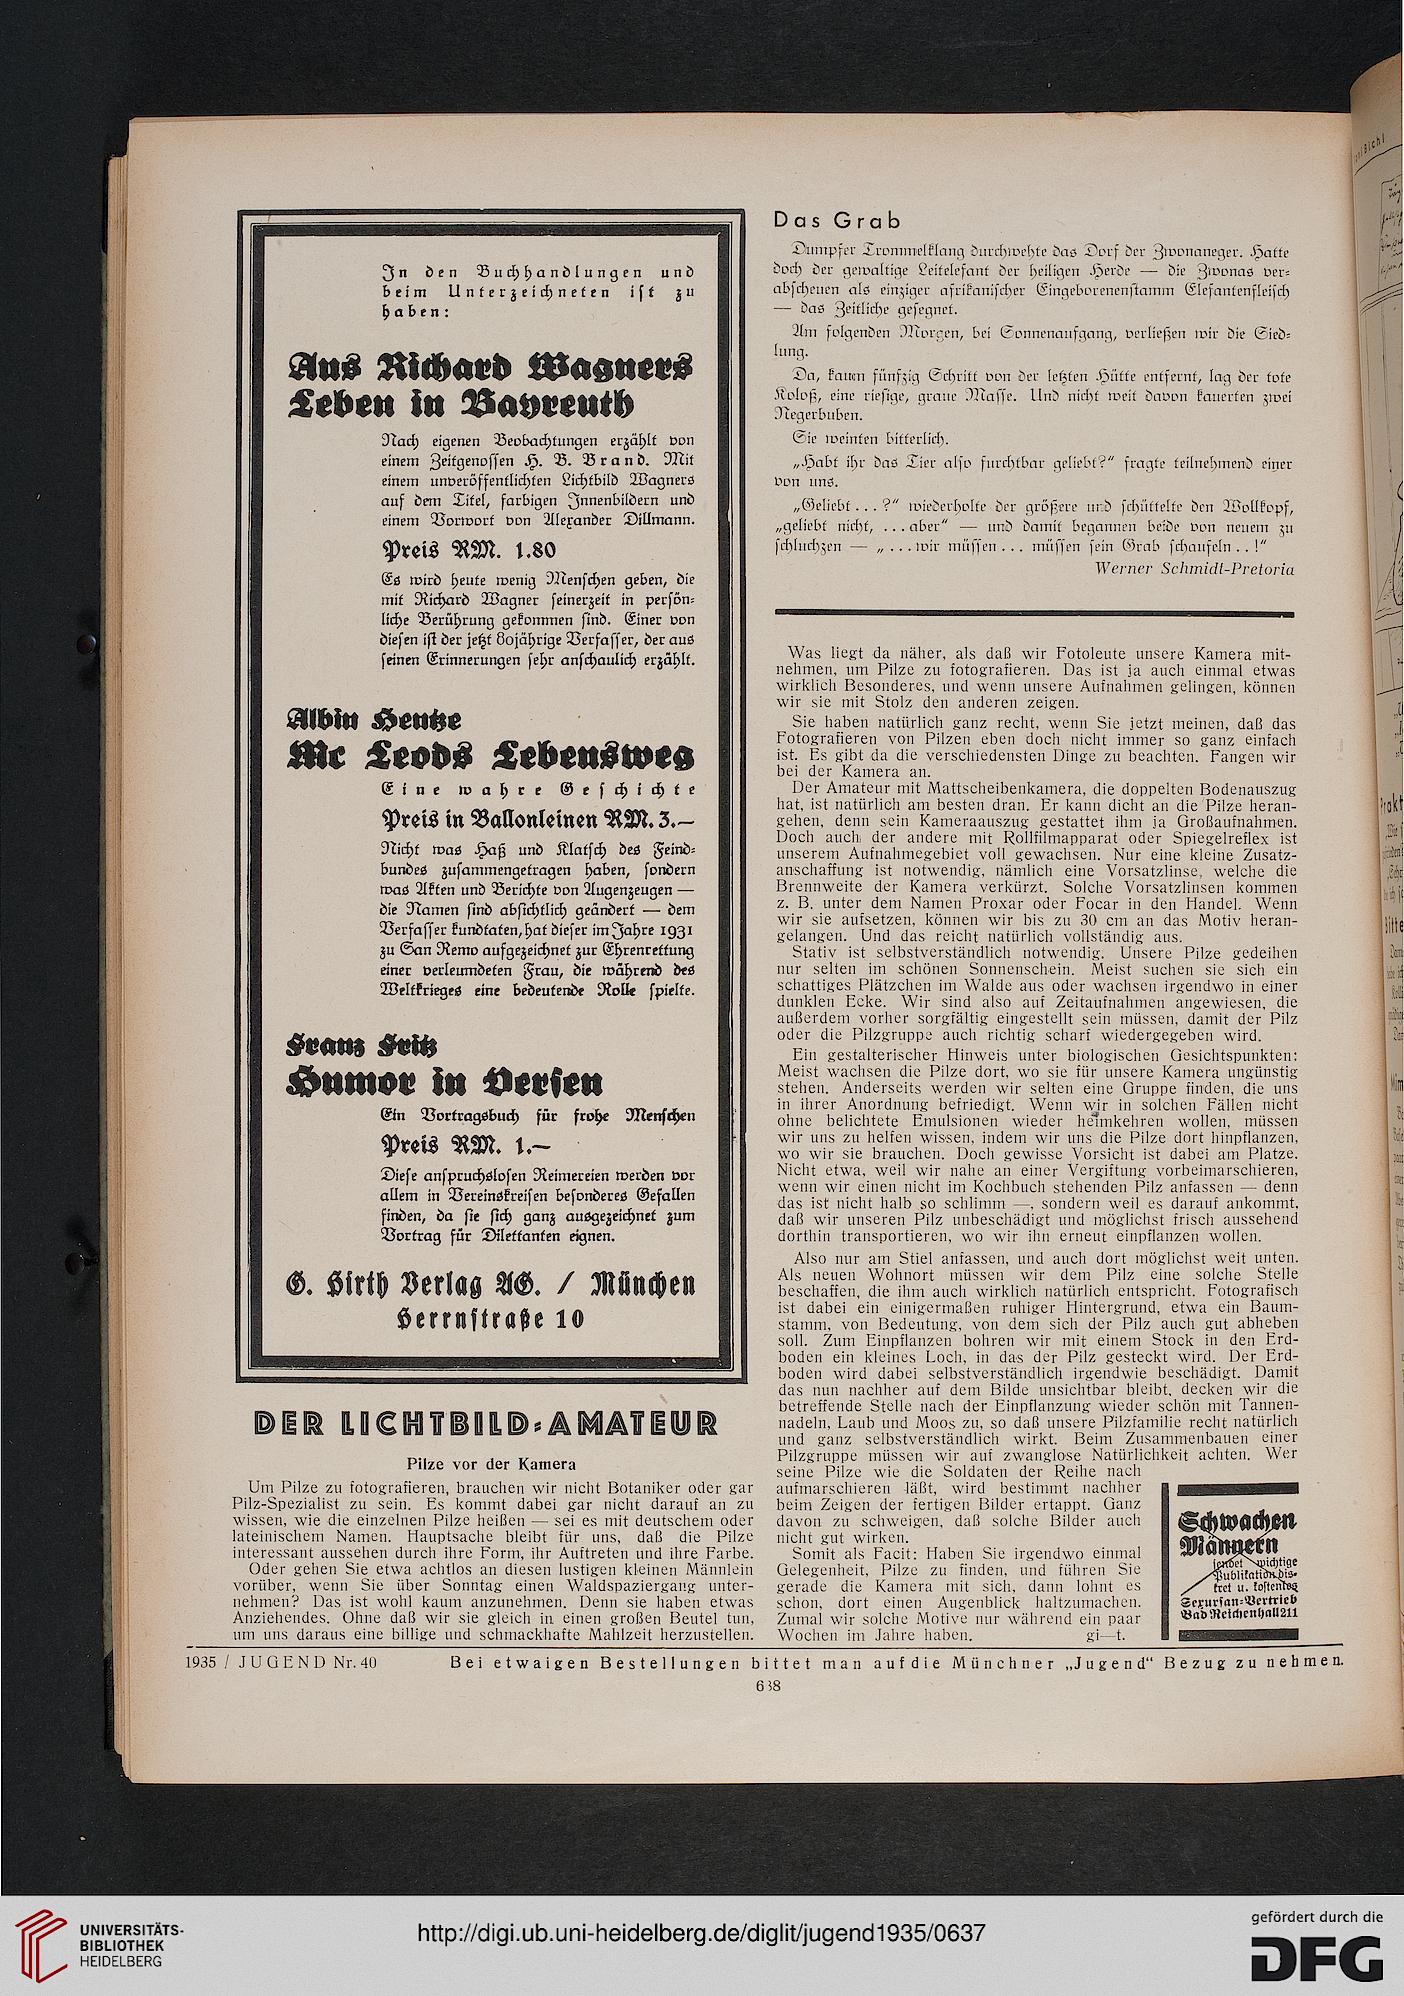 In den Buchhandlungen und
beim Unterzeichneten ist zu
haben:
Aus Richard Wagners
Leben in Bayreuth
Nach eigenen Beobachtungen erzählt von
einem Zeitgenossen H. B. Brand. Mit
einem unveröffentlichten Lichtbild Wagners
auf dem Titel, farbigen Innenbildern und
einem Vorwort von Alexander Dillmann.
Preis RM. 1.80
Es wird heute wenig Menschen geben, die
mit Richard Wagner seinerzeit in persön-
liche Berührung gekommen sind. Einer von
diesen ist der jetzt 80jährige Verfasser, der aus
seinen Erinnerungen sehr anschaulich erzählt.
Albin Hentze
Mc Leods Lebensweg
Eine wahre Geschichte
Preis in Ballonleinen RM. 3.—
Nicht was Haß und Klatsch des Feind-
bundes zusammengetragen haben, sondern
was Akten und Berichte von Augenzeugen —
die Namen sind absichtlich geändert — dem
Verfasser kundtaten, hat dieser im Jahre 1931
zu San Remo aufgezeichnet zur Ehrenrettung
einer verleumdeten Frau, die während des
Weltkrieges eine bedeutende Rolle spielte.
Franz Fritz
Humor in Versen
Ein Vortragsbuch für frohe Menschen
Preis RM. 1.—
Diese anspruchslosen Reimereien werden vor
allem in Vereinskreisen besonderes Gefallen
finden, da sie sich ganz ausgezeichnet zum
Vortrag für Dilettanten eignen.
G. Hirth Verlag AG. / München
Herrnstraße 10
Das Grab
Dumpfer Trommelklang durchwehte das Dorf der Zwonaneger. Hatte
doch der gewaltige Leitelefant der heiligen Herde — die Zwonas ver-
abscheuen als einziger afrikanischer Eingeborenenstamm Elefantenfleisch
— das Zeitliche gesegnet.
Am folgenden Morgen, bei Sonnenaufgang, verließen wir die Sied-
lung.
Da, kaum fünfzig Schritt von der letzten Hütte entfernt, lag der tote
Koloß, eine riesige, graue Masse. Und nicht weit davon kauerten zwei
Negerbuben.
Sie weinten bitterlich.
„Habt ihr das Tier also furchtbar geliebt?" fragte teilnehmend einer
von uns.
„Geliebt . . . ?" wiederholte der größere und schüttelte den Wollkopf,
„geliebt nicht, . . . aber" — und damit begannen beide von neuem zu
schluchzen — „ . . . wir müssen . . . müssen sein Grab schaufeln . . !"
Werner Schmidt-Pretoria
DER LICHTBILD-AMATEUR
Pilze vor der Kamera
Um Pilze zu fotografieren, brauchen wir nicht Botaniker oder gar
Pilz-Spezialist zu sein. Es kommt dabei gar nicht darauf an zu
wissen, wie die einzelnen Pilze heißen — sei es mit deutschem oder
lateinischem Namen. Hauptsache bleibt für uns, daß die Pilze
interessant aussehen durch ihre Form, ihr Auftreten und ihre Farbe.
Oder gehen Sie etwa achtlos an diesen lustigen kleinen Männlein
vorüber, wenn Sie über Sonntag einen Waldspaziergang unter-
nehmen? Das ist wohl kaum anzunehmen. Denn sie haben etwas
Anziehendes. Ohne daß wir sie gleich in einen großen Beutel tun,
um uns daraus eine billige und schmackhafte Mahlzeit herzustellen.
Was liegt da näher, als daß wir Fotoleute unsere Kamera mit-
nehmen, um Pilze zu fotografieren. Das ist ja auch einmal etwas
wirklich Besonderes, und wenn unsere Aufnahmen gelingen, können
wir sie mit Stolz den anderen zeigen.
Sie haben natürlich ganz recht, wenn Sie jetzt meinen, daß das
Fotografieren von Pilzen eben doch nicht immer so ganz einfach
ist. Es gibt da die verschiedensten Dinge zu beachten. Fangen wir
bei der Kamera an.
Der Amateur mit Mattscheibenkamera, die doppelten Bodenauszug
hat, ist natürlich am besten dran. Er kann dicht an die Pilze heran-
gehen, denn sein Kameraauszug gestattet ihm ja Großaufnahmen.
Doch auch der andere mit Rollfilmapparat oder Spiegelreflex ist
unserem Aufnahmegebiet voll gewachsen. Nur eine kleine Zusatz-
anschaffung ist notwendig, nämlich eine Vorsatzlinse, welche die
Brennweite der Kamera verkürzt. Solche Vorsatzlinsen kommen
z. B. unter dem Namen Proxar oder Focar in den Handel. Wenn
wir sie aufsetzen, können wir bis zu 30 cm an das Motiv heran-
gelangen. Und das reicht natürlich vollständig aus.
Stativ ist selbstverständlich notwendig. Unsere Pilze gedeihen
nur selten im schönen Sonnenschein. Meist suchen sie sich ein
schattiges Plätzchen im Walde aus oder wachsen irgendwo in einer
dunklen Ecke. Wir sind also auf Zeitaufnahmen angewiesen, die
außerdem vorher sorgfältig eingestellt sein müssen, damit der Pilz
oder die Pilzgruppe auch richtig scharf wiedergegeben wird.
Ein gestalterischer Hinweis unter biologischen Gesichtspunkten:
Meist wachsen die Pilze dort, wo sie für unsere Kamera ungünstig
stehen. Anderseits werden wir selten eine Gruppe finden, die uns
in ihrer Anordnung befriedigt. Wenn wir in solchen Fällen nicht
ohne belichtete Emulsionen wieder heimkehren wollen, müssen
wir uns zu helfen wissen, indem wir uns die Pilze dort hinpflanzen,
wo wir sie brauchen. Doch gewisse Vorsicht ist dabei am Platze.
Nicht etwa, weil wir nahe an einer Vergiftung vorbeimarschieren,
wenn wir einen nicht im Kochbuch stehenden Pilz anfassen — denn
das ist nicht halb so schlimm —, sondern weil es darauf ankommt,
daß wir unseren Pilz unbeschädigt und möglichst frisch aussehend
dorthin transportieren, wo wir ihn erneut einpflanzen wollen.
Also nur am Stiel anfassen, und auch dort möglichst weit unten.
Als neuen Wohnort müssen wir dem Pilz eine solche Stelle
beschaffen, die ihm auch wirklich natürlich entspricht. Fotografisch
ist dabei ein einigermaßen ruhiger Hintergrund, etwa ein Baum-
stamm, von Bedeutung, von dem sich der Pilz auch gut abheben
soll. Zum Einpflanzen bohren wir mit einem Stock in den Erd-
boden ein kleines Loch, in das der Pilz gesteckt wird. Der Erd-
boden wird dabei selbstverständlich irgendwie beschädigt. Damit
das nun nachher auf dem Bilde unsichtbar bleibt, decken wir die
betreffende Stelle nach der Einpflanzung wieder schön mit Tannen-
nadeln, Laub und Moos zu, so daß unsere Pilzfamilie recht natürlich
und ganz selbstverständlich wirkt. Beim Zusammenbauen einer
Pilzgruppe müssen wir auf zwanglose Natürlichkeit achten. Wer
seine Pilze wie die Soldaten der Reihe nach
aufmarschieren läßt, wird bestimmt nachher
beim Zeigen der fertigen Bilder ertappt. Ganz
davon zu schweigen, daß solche Bilder auch
nicht gut wirken.
Somit als Facit: Haben Sie irgendwo einmal
Gelegenheit, Pilze zu finden, und führen Sie
gerade die Kamera mit sich, dann lohnt es
schon, dort einen Augenblick haltzumachen.
Zumal wir solche Motive nur während ein paar
Wochen im Jahre haben. gi—t.
Schwachen
Männern
sendet wichtige
Publikation dis-
kret u. kostenlos
Sexursan-Vertrieb
Bad Reichenhall 211
1935 / JUGEND Nr. 40
Bei etwaigen Bestellungen bittet man auf die Münchner „Jugend" Bezug zu nehmen.
638
UNIVERSITÄTS-
BIBLIOTHEK
HEIDELBERG
http://digi.ub.uni-heidelberg.de/diglit/jugend1935/0637
gefördert durch die
DFG